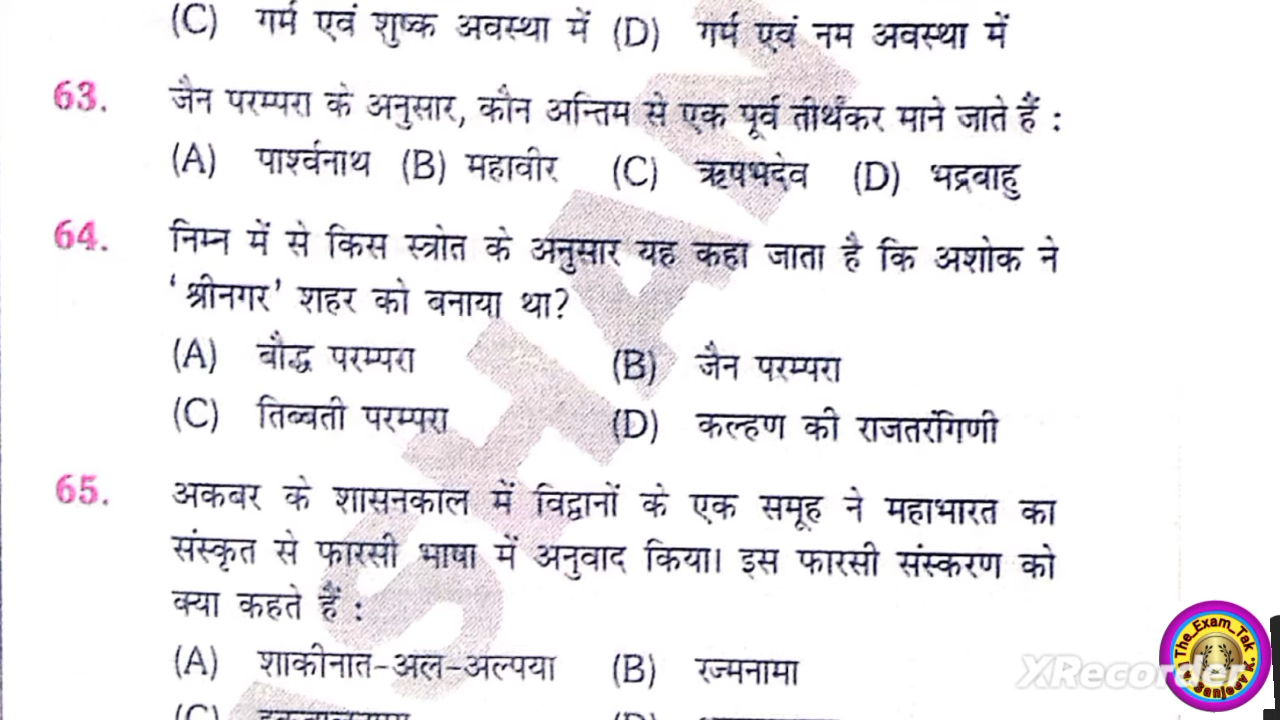 (C) गर्म एवं शुष्क अवस्था में (D) गर्म एवं नम अवस्था में
63. जैन परम्परा के अनुसार, कौन अन्तिम से एक पूर्व तीर्थंकर माने जाते हैं :
(A) पार्श्वनाथ (B) महावीर (C) ऋषभदेव (D) भद्रवाहु
64. निम्न में से किस स्त्रोत के अनुसार यह कहा जाता है कि अशोक ने
‘श्रीनगर’ शहर को बनाया था?
(A) बौद्ध परम्परा (B) जैन परम्परा
(C) तिब्बती परम्परा (D) कल्हण की राजतरंगिणी
65. अकबर के शासनकाल में विद्वानों के एक समूह ने महाभारत का
संस्कृत से फारसी भाषा में अनुवाद किया। इस फारसी संस्करण को
क्या कहते हैं :
(A) शाकीनात-अल-अल्पया (B) रज्मनामा
(C) (D)
The_Exam_Tak
Sanjeev K.
XRecorder